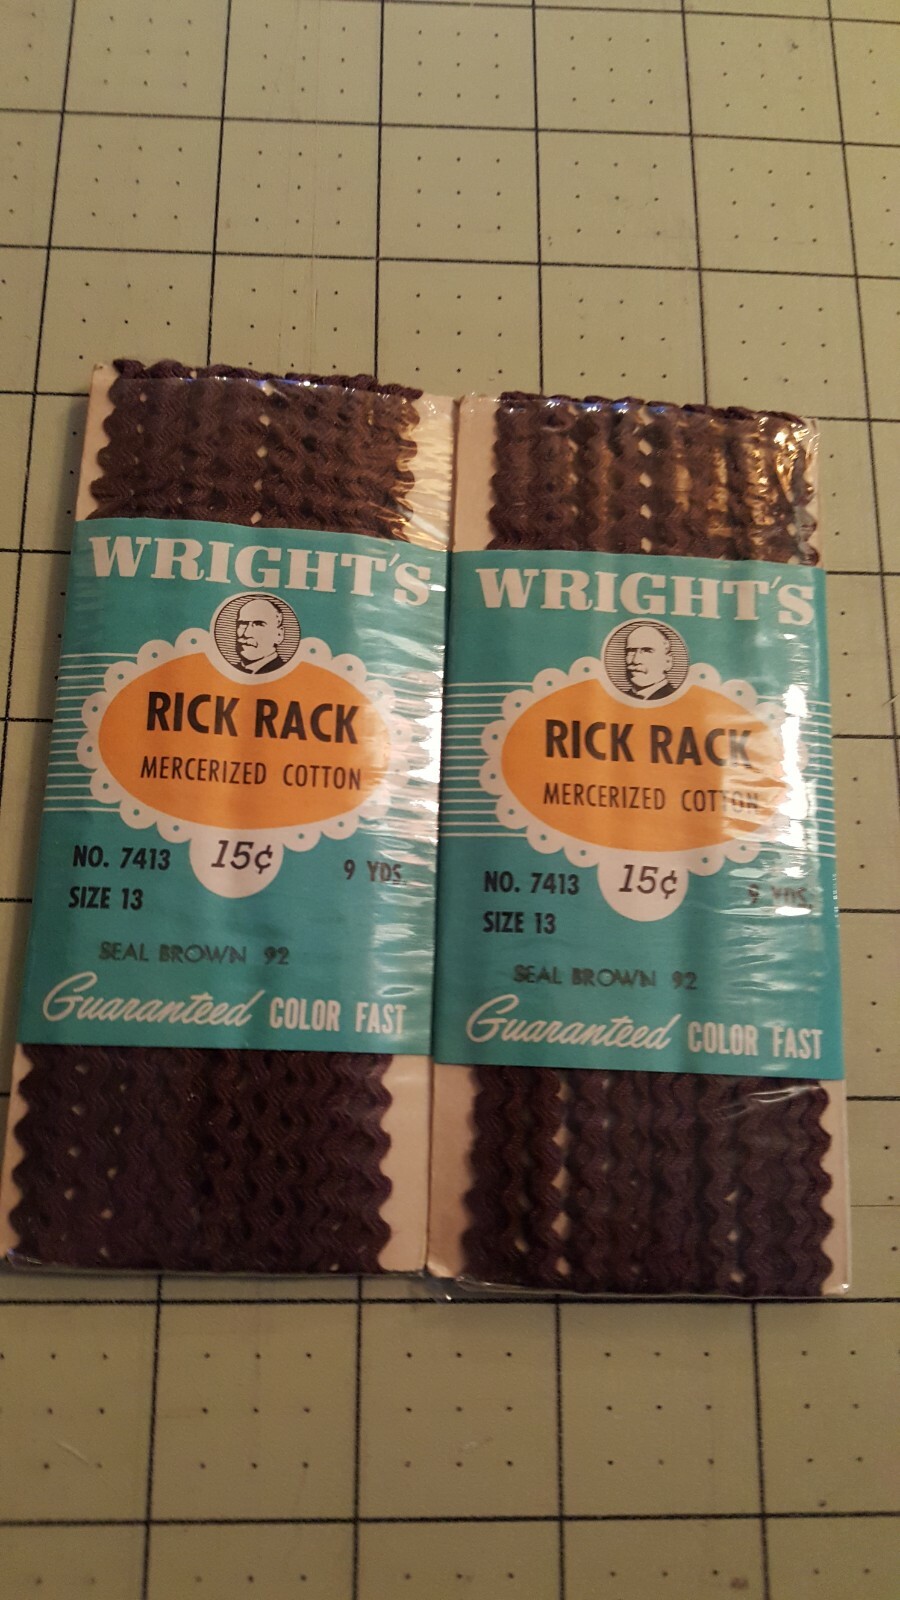 WRIGHT'S
RICK RACK
MERCERIZED COTTON
15¢
NO. 7413
9 YDS.
SIZE 13
SEAL BROWN 92
Guaranteed COLOR FAST
WRIGHT'S
RICK RACK
MERCERIZED COTTON
15¢
NO. 7413
9 YDS.
SIZE 13
SEAL BROWN 92
Guaranteed COLOR FAST